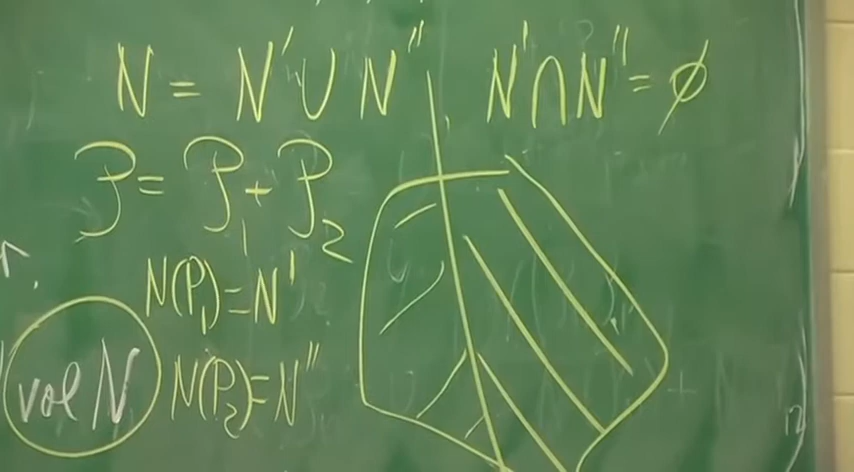 N = N' ∪ N'' N' ∩ N'' = ∅
P = P₁ + P₂
N(P₁) = N'
vol N N(P₂) = N''